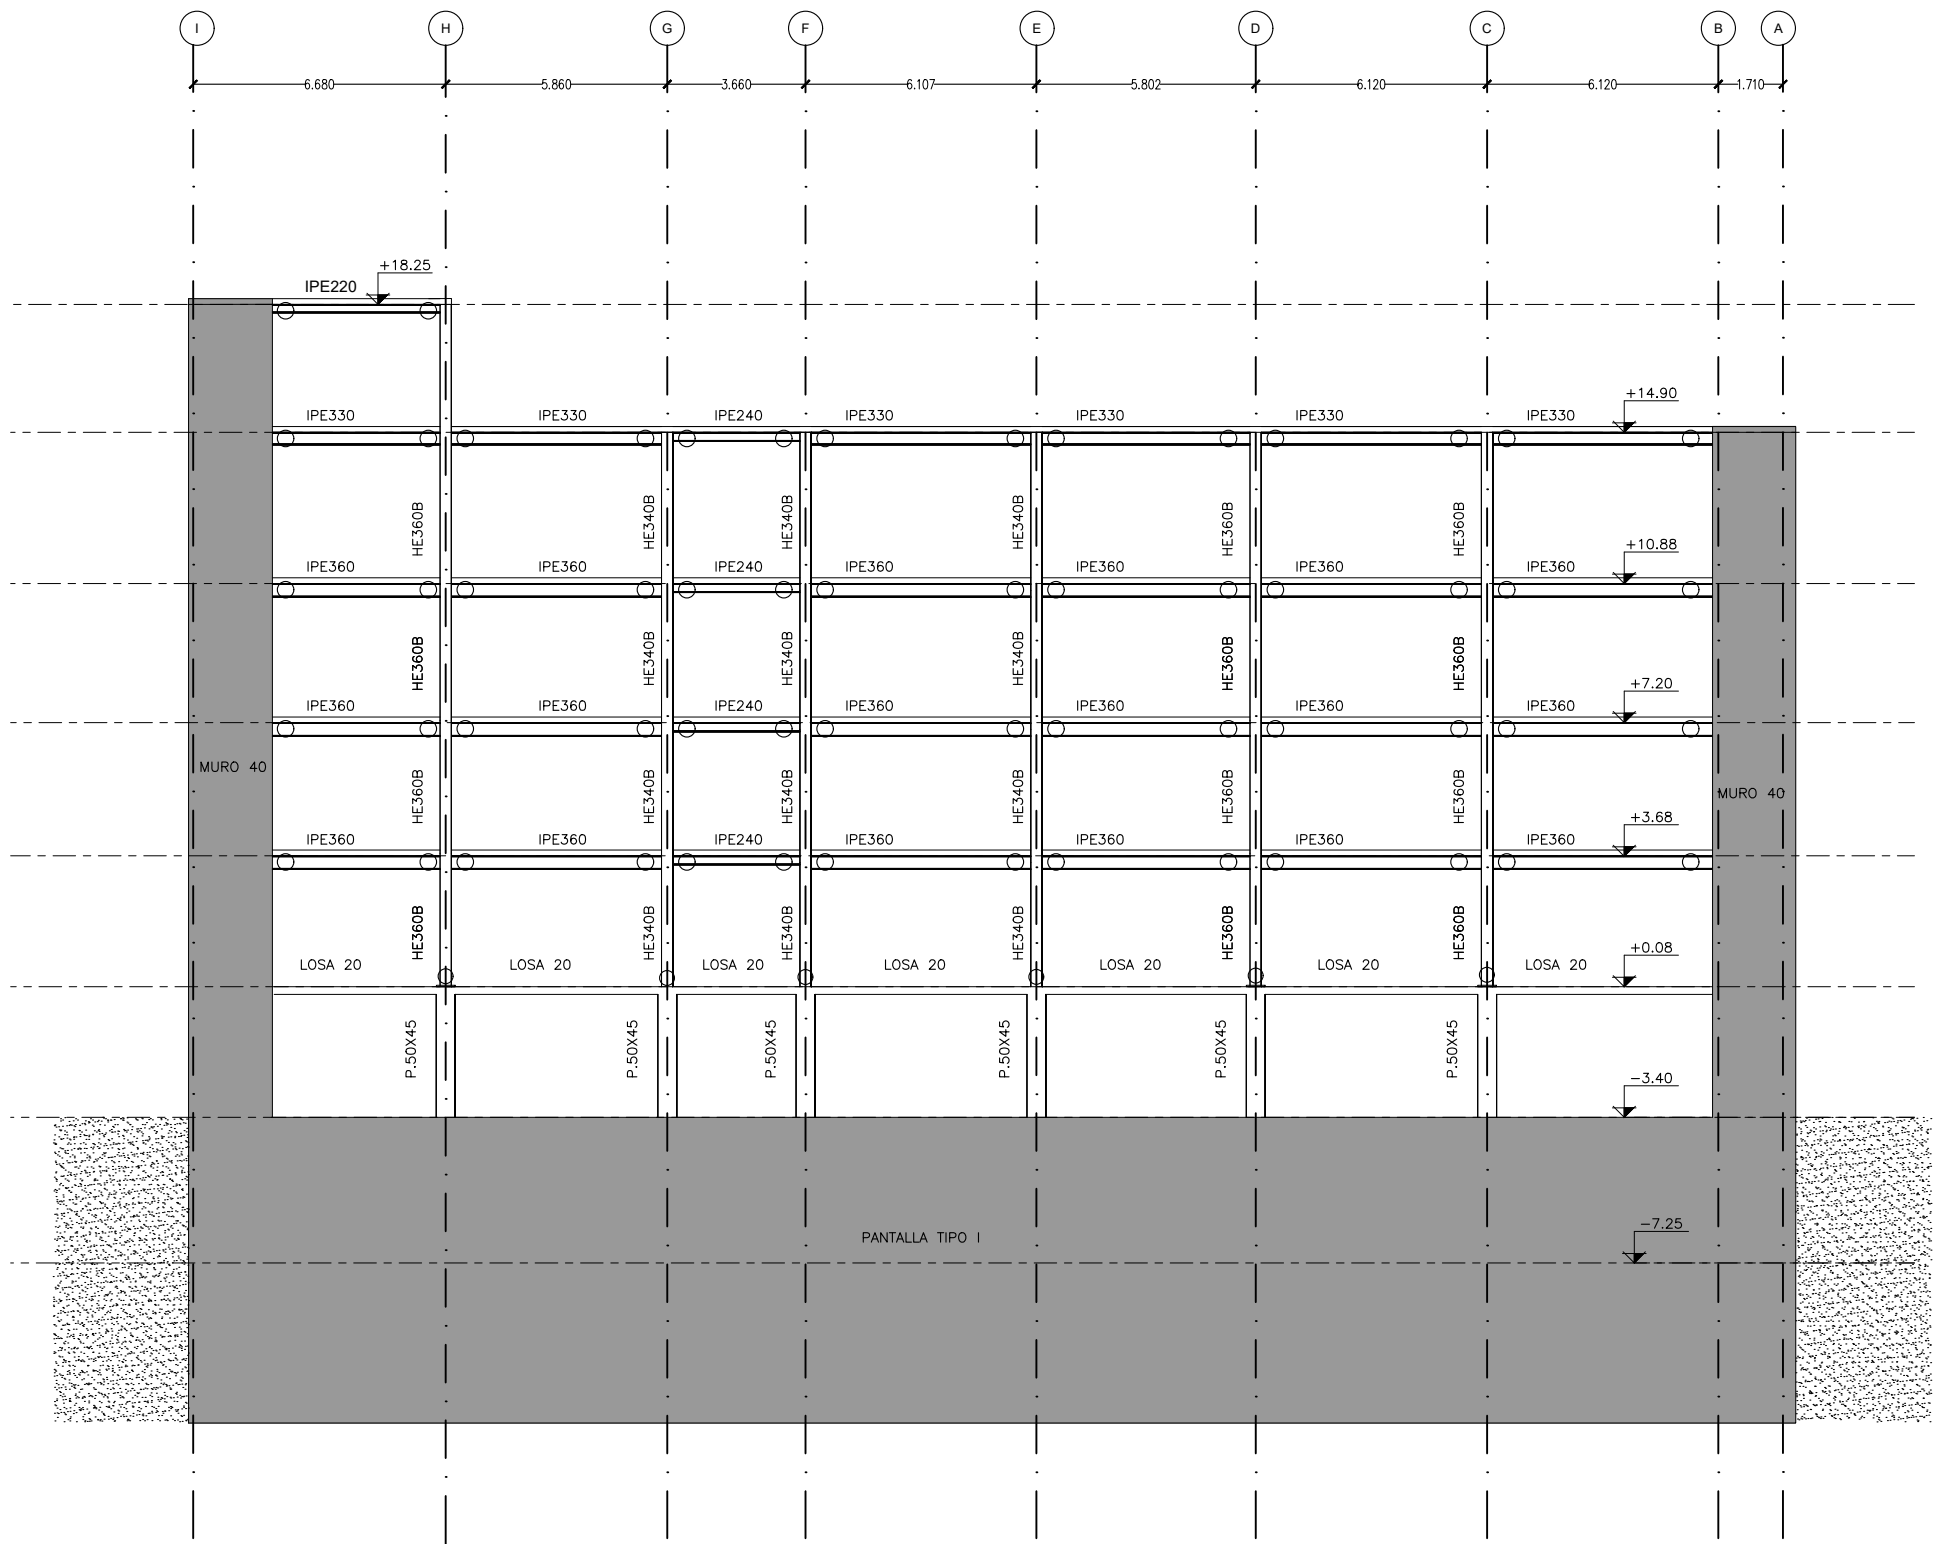 I H G F E D C B A
6.680 5.860 3.660 6.107 5.802 6.120 6.120 1.710
+18.25
IPE220
+14.90
IPE330 IPE330 IPE240 IPE330 IPE330 IPE330 IPE330
HE360B HE340B HE340B HE340B HE360B HE360B
+10.88
IPE360 IPE360 IPE240 IPE360 IPE360 IPE360 IPE360
HE360B HE340B HE340B HE340B HE360B HE360B
+7.20
IPE360 IPE360 IPE240 IPE360 IPE360 IPE360 IPE360
MURO 40
MURO 40
HE360B HE340B HE340B HE340B HE360B HE360B
+3.68
IPE360 IPE360 IPE240 IPE360 IPE360 IPE360 IPE360
HE360B HE340B HE340B HE340B HE360B HE360B
+0.08
LOSA 20 LOSA 20 LOSA 20 LOSA 20 LOSA 20 LOSA 20 LOSA 20
P.50X45 P.50X45 P.50X45 P.50X45 P.50X45 P.50X45
-3.40
-7.25
PANTALLA TIPO I